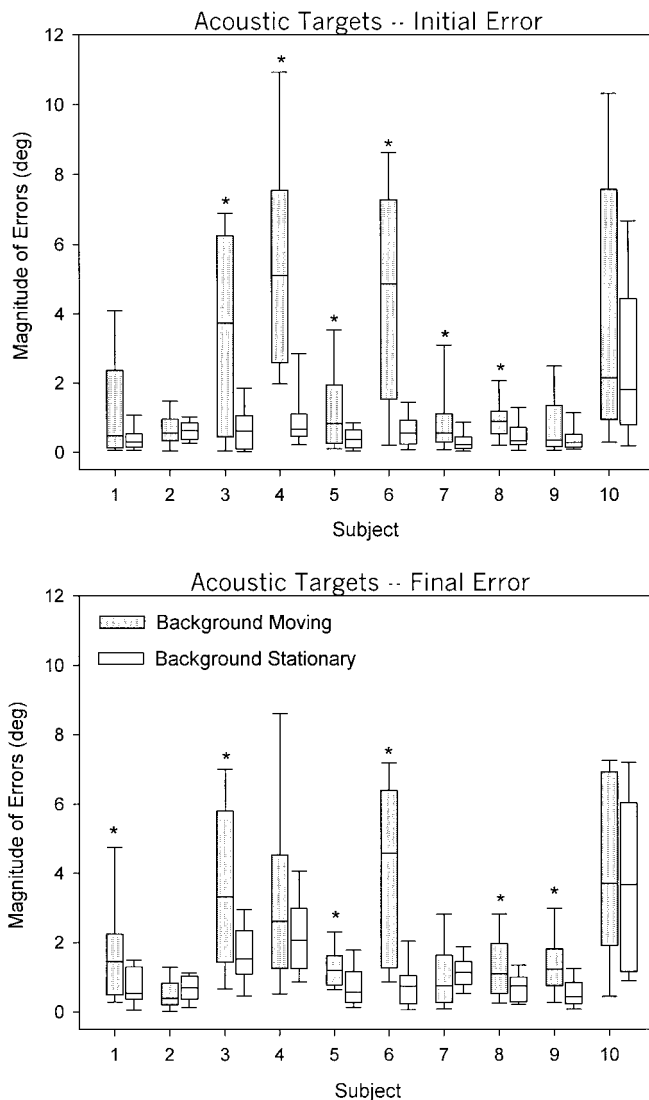 Acoustic Targets -- Initial Error
Magnitude of Errors (deg)
12
10
8
6
4
2
0
* * * * * *
1 2 3 4 5 6 7 8 9 10
Subject
Acoustic Targets -- Final Error
Magnitude of Errors (deg)
12
10
8
6
4
2
0
Background Moving
Background Stationary
* * * * * *
1 2 3 4 5 6 7 8 9 10
Subject